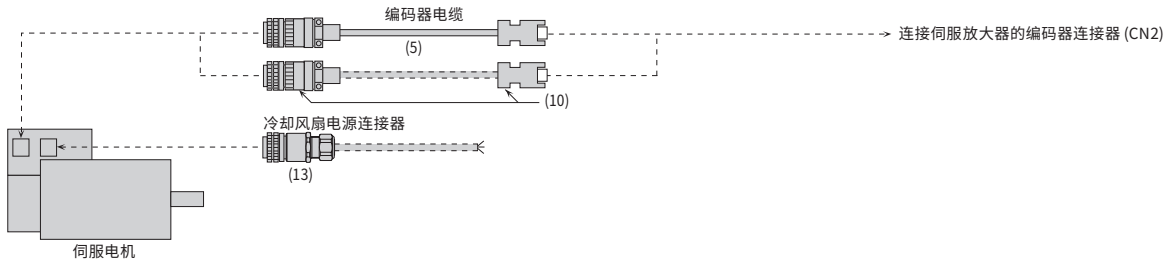 编码器电缆
(5)
连接伺服放大器的编码器连接器 (CN2)
(10)
冷却风扇电源连接器
(13)
伺服电机